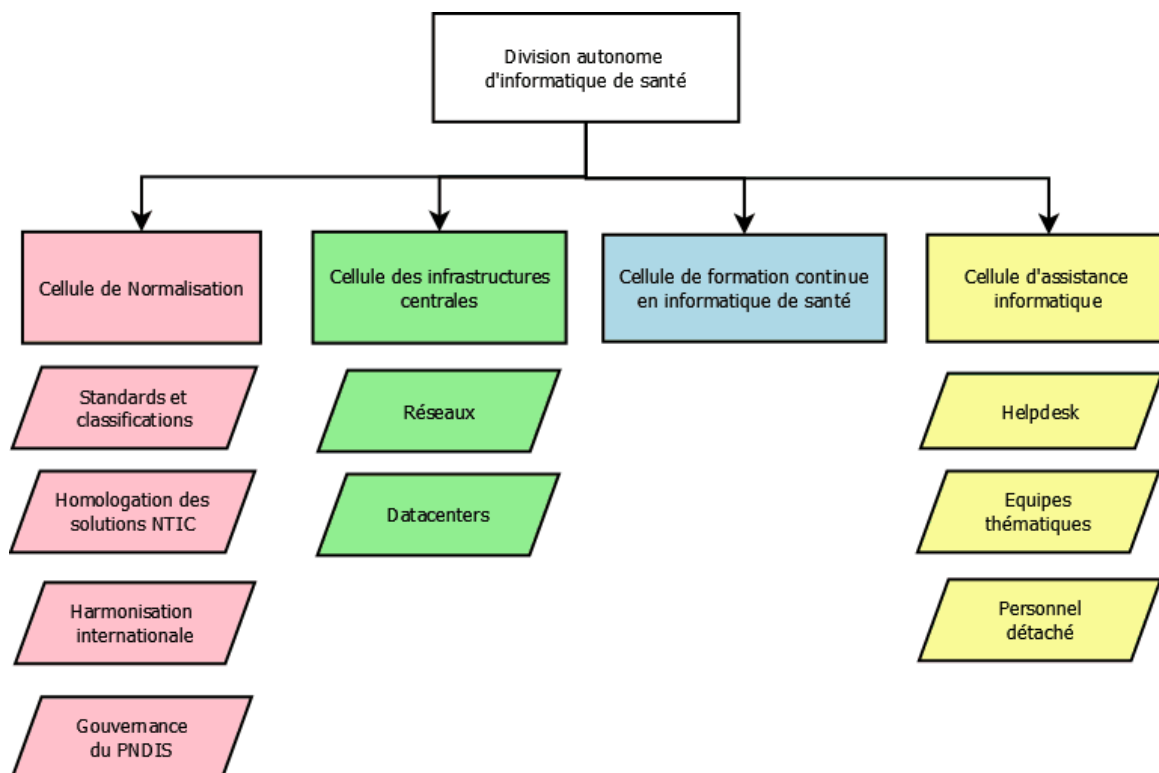 Division autonome
d'informatique de santé
Cellule de Normalisation
Cellule des infrastructures
centrales
Cellule de formation continue
en informatique de santé
Cellule d'assistance
informatique
Standards et
classifications
Réseaux
Helpdesk
Homologation des
solutions NTIC
Datacenters
Equipes
thématiques
Harmonisation
internationale
Personnel
détaché
Gouvernance
du PNDIS